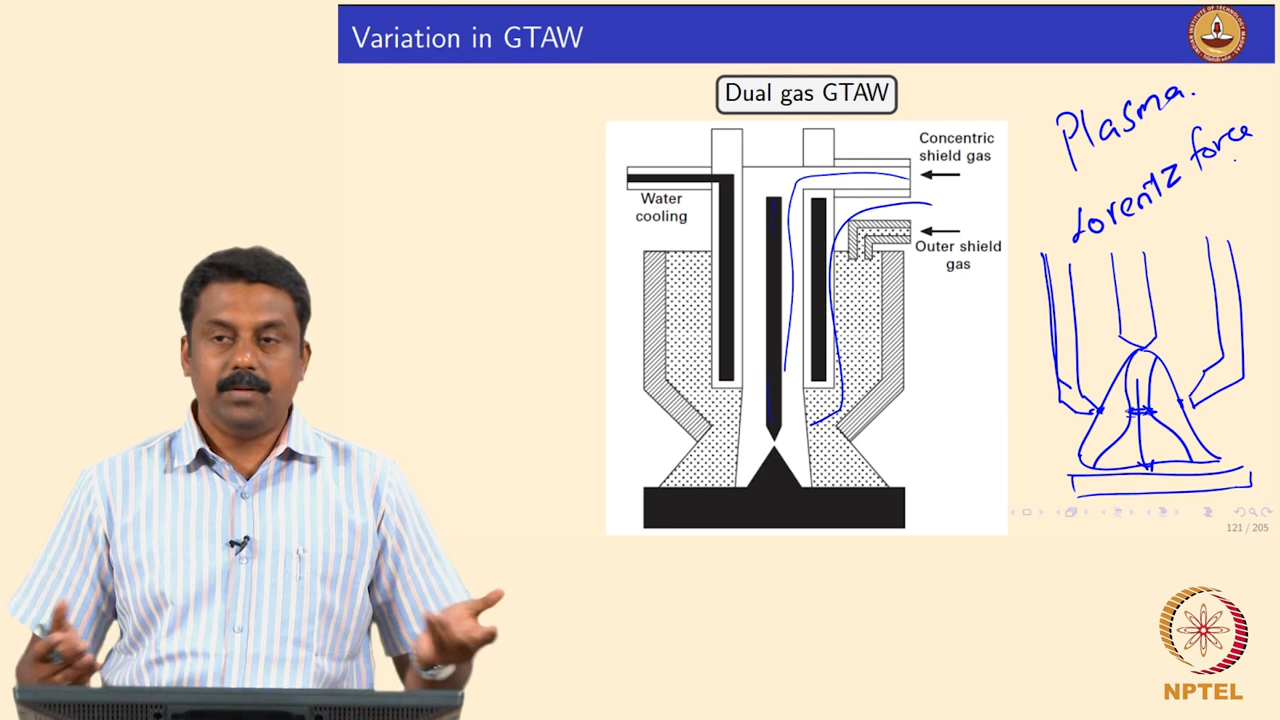 Variation in GTAW
Dual gas GTAW
Concentric
shield gas
Water
cooling
Outer shield
gas
Plasma.
Lorentz force
121 / 205
NPTEL